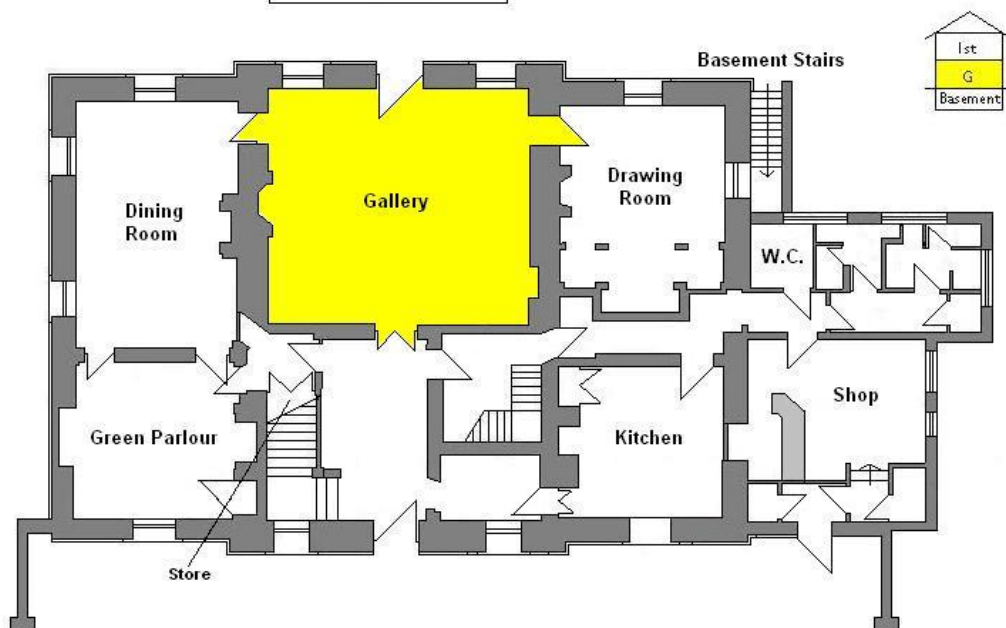 Basement Stairs
1st
G
Basement
Gallery
Dining
Room
Drawing
Room
W.C.
Shop
Green Parlour
Kitchen
Store